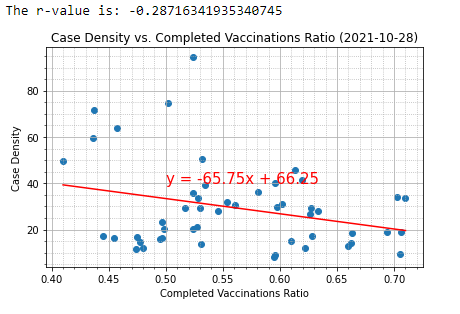 The r-value is: -0.28716341935340745
Case Density vs. Completed Vaccinations Ratio (2021-10-28)
80
60
40
20
Case Density
y = -65.75x + 66.25
0.40 0.45 0.50 0.55 0.60 0.65 0.70
Completed Vaccinations Ratio